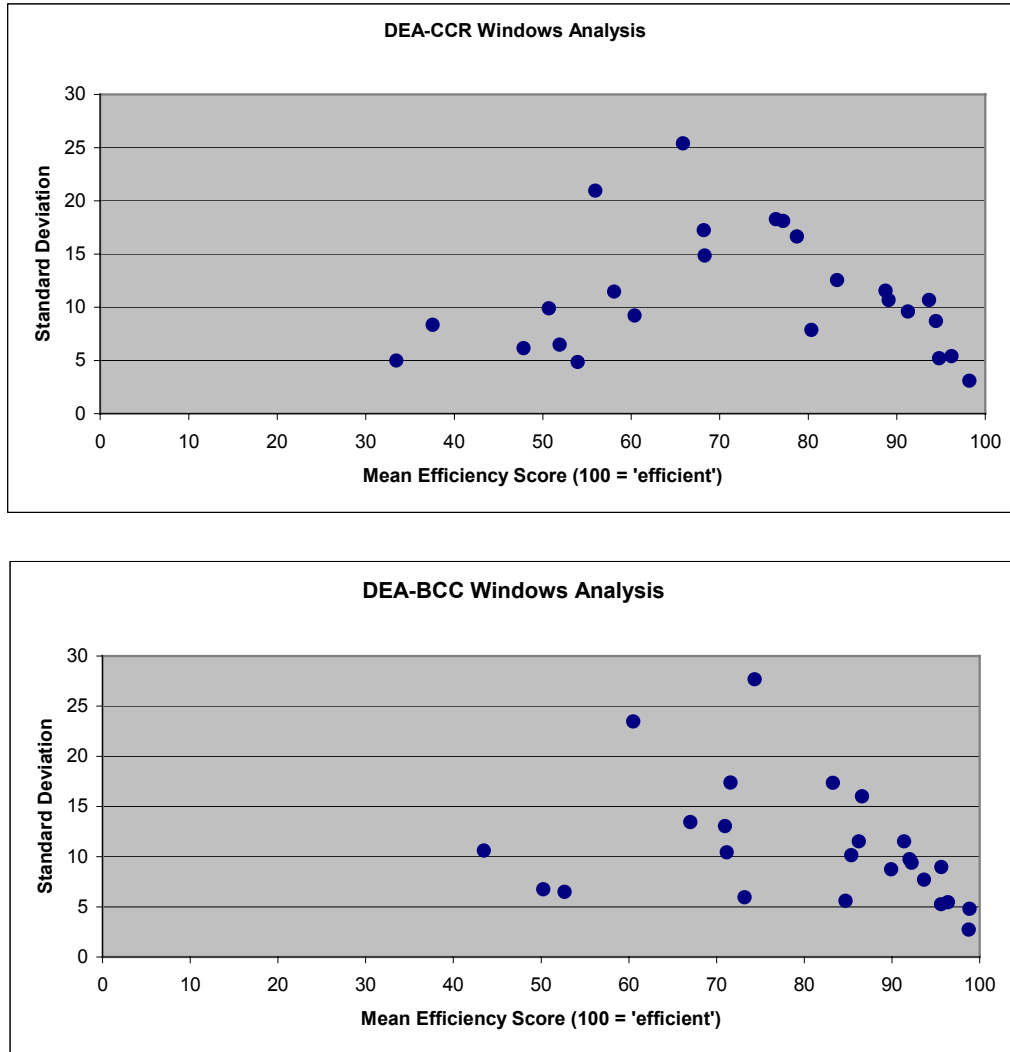 DEA-CCR Windows Analysis
30
25
20
15
10
5
0
Standard Deviation
0 10 20 30 40 50 60 70 80 90 100
Mean Efficiency Score (100 = 'efficient')
DEA-BCC Windows Analysis
30
25
20
15
10
5
0
Standard Deviation
0 10 20 30 40 50 60 70 80 90 100
Mean Efficiency Score (100 = 'efficient')